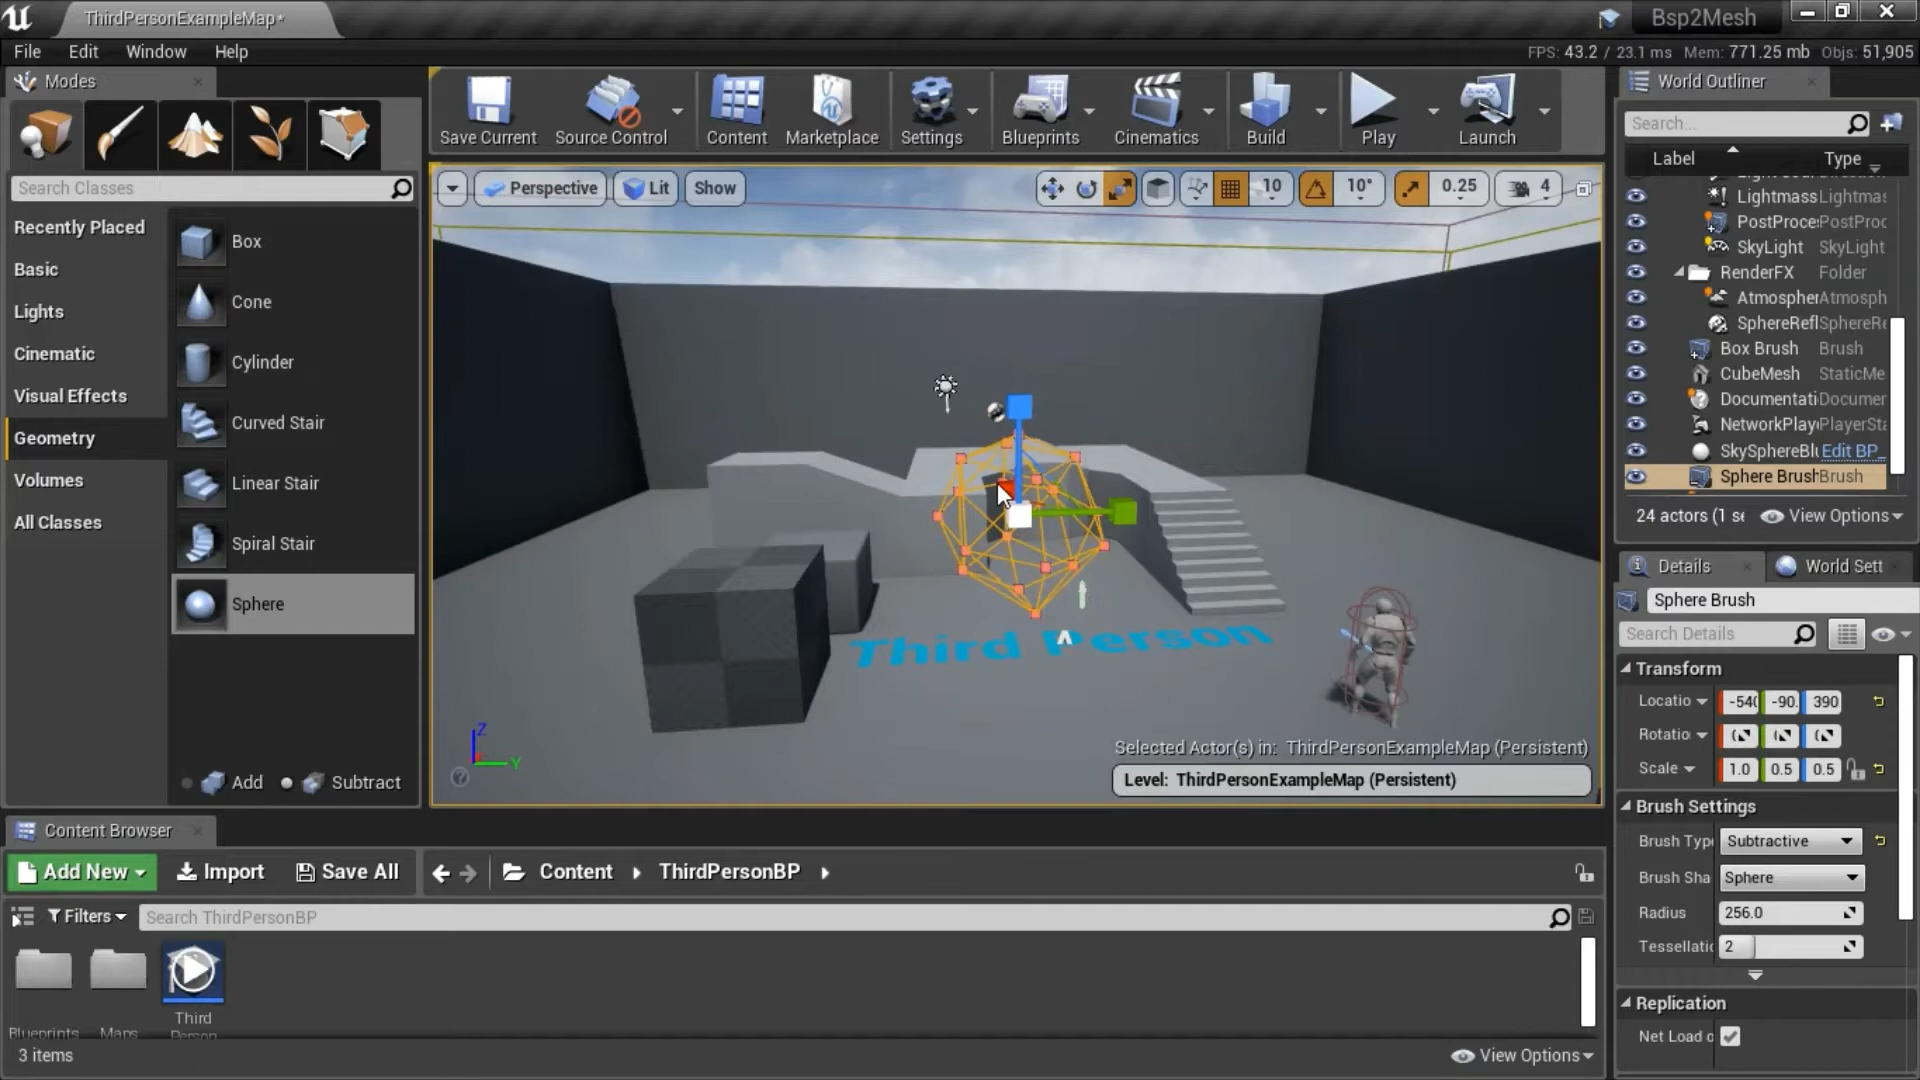 ThirdPersonExampleMap*
Bsp2Mesh
File Edit Window Help
FPS: 43.2 / 23.1 ms Mem: 771.25 mb Objs: 51,905
Modes
Save Current
Source Control
Content
Marketplace
Settings
Blueprints
Cinematics
Build
Play
Launch
World Outliner
Search...
Label Type
Lightmass Lightmas
PostProce PostProc
SkyLight SkyLight
RenderFX Folder
Atmospher Atmosph
SphereRefl SphereRe
Box Brush Brush
CubeMesh StaticMe
Documentati Documen
NetworkPlay PlayerSta
SkySphereBlu Edit BP_
Sphere Brush Brush
24 actors (1 se View Options
Search Classes
Recently Placed
Basic
Lights
Cinematic
Visual Effects
Geometry
Volumes
All Classes
Box
Cone
Cylinder
Curved Stair
Linear Stair
Spiral Stair
Sphere
Add Subtract
Perspective Lit Show
10 10° 0.25 4
Third Person
Z
Y
Selected Actor(s) in: ThirdPersonExampleMap (Persistent)
Level: ThirdPersonExampleMap (Persistent)
Details World Sett
Sphere Brush
Search Details
Transform
Locatio -540 -90. 390
Rotatio
Scale 1.0 0.5 0.5
Brush Settings
Brush Typ Subtractive
Brush Sha Sphere
Radius 256.0
Tessellatio 2
Replication
Net Load o
Content Browser
Add New Import Save All Content ThirdPersonBP
Filters Search ThirdPersonBP
Blueprints
Maps
Third
Person
3 items
View Options